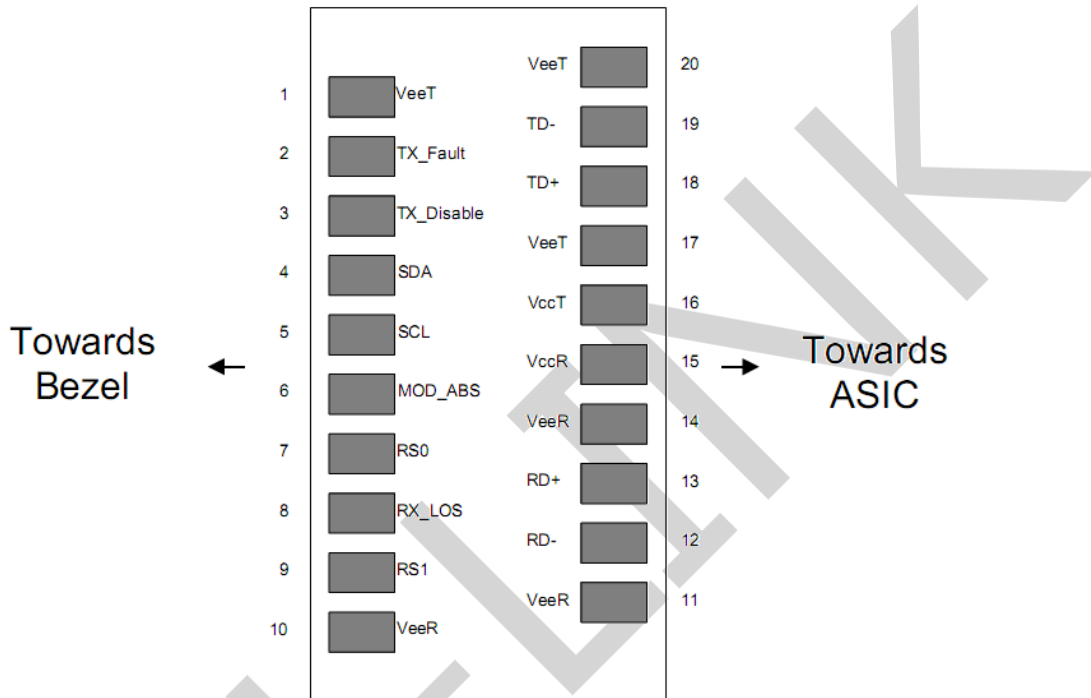 VeeT 20
1 VeeT
TD- 19
2 TX_Fault
TD+ 18
3 TX_Disable
VeeT 17
4 SDA
VccT 16
5 SCL
Towards
Bezel
VccR 15
Towards
ASIC
6 MOD_ABS
VeeR 14
7 RS0
RD+ 13
8 RX_LOS
RD- 12
9 RS1
VeeR 11
10 VeeR